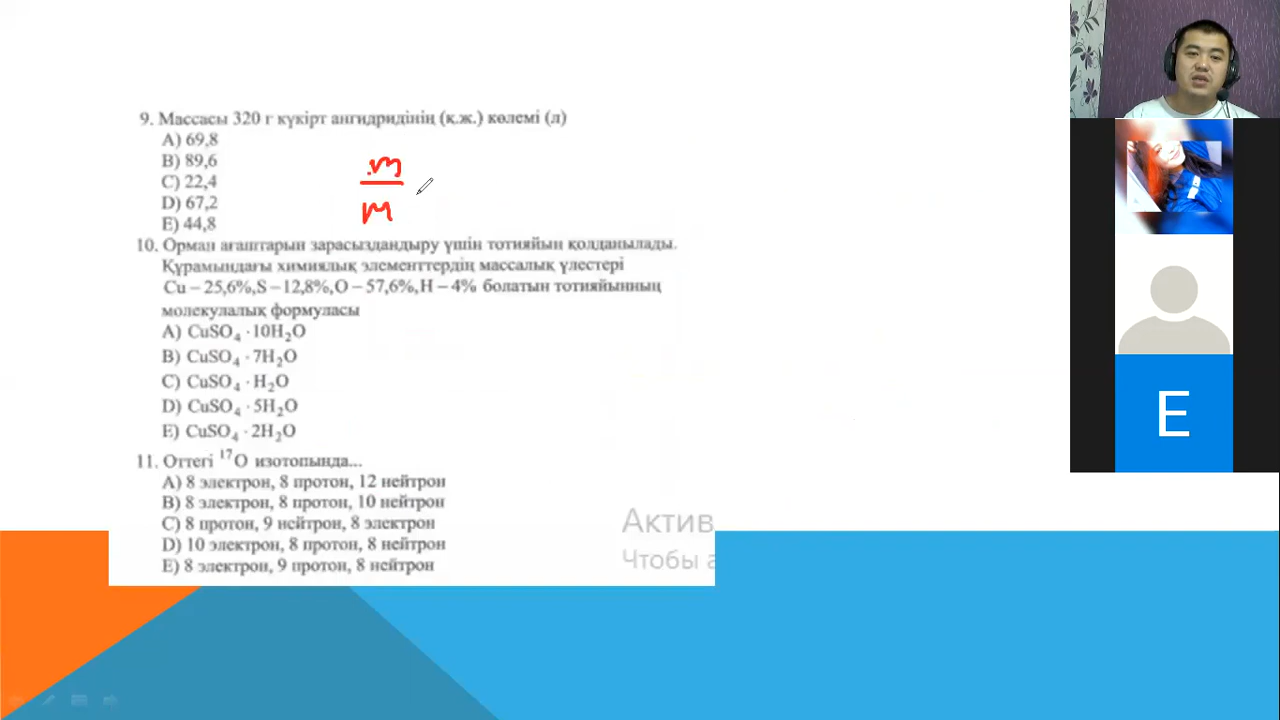 9. Массасы 320 г күкірт ангидридінің (қ.ж.) көлемі (л)
A) 69,8
B) 89,6
C) 22,4
D) 67,2
E) 44,8
m
M
10. Орман ағаштарын зарасыздандыру үшін тотияйын қолданылады.
Құрамындағы химиялық элементтердің массалық үлестері
Cu – 25,6%,S – 12,8%,O – 57,6%,H – 4% болатын тотияйынның
молекулалық формуласы
A) CuSO₄ · 10H₂O
B) CuSO₄ · 7H₂O
C) CuSO₄ · H₂O
D) CuSO₄ · 5H₂O
E) CuSO₄ · 2H₂O
11. Оттегі ¹⁷O изотопында...
A) 8 электрон, 8 протон, 12 нейтрон
B) 8 электрон, 8 протон, 10 нейтрон
C) 8 протон, 9 нейтрон, 8 электрон
D) 10 электрон, 8 протон, 8 нейтрон
E) 8 электрон, 9 протон, 8 нейтрон
Актив
Чтобы а
E